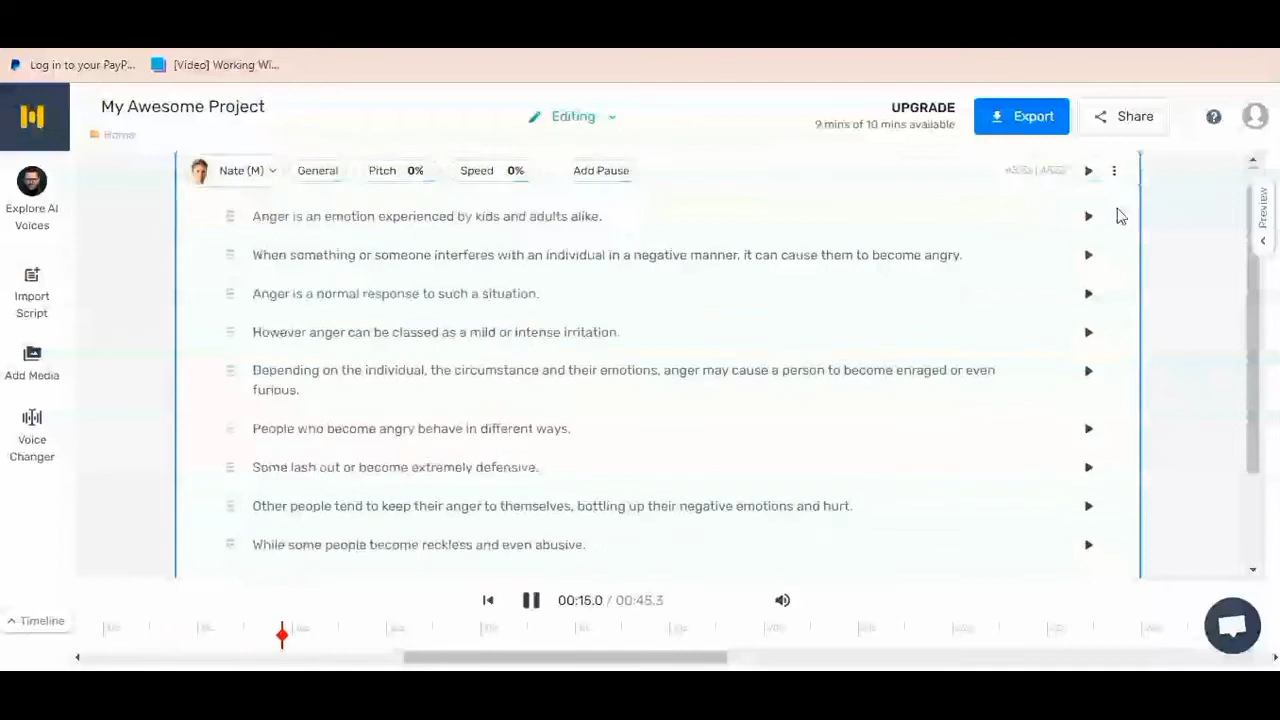 Log in to your PayP... [Video] Working Wi...
My Awesome Project
Home
Editing
UPGRADE
9 mins of 10 mins available
Export
Share
Explore AI
Voices
Import
Script
Add Media
Voice
Changer
Nate (M) General Pitch 0% Speed 0% Add Pause
Anger is an emotion experienced by kids and adults alike.
When something or someone interferes with an individual in a negative manner, it can cause them to become angry.
Anger is a normal response to such a situation.
However anger can be classed as a mild or intense irritation.
Depending on the individual, the circumstance and their emotions, anger may cause a person to become enraged or even
furious.
People who become angry behave in different ways.
Some lash out or become extremely defensive.
Other people tend to keep their anger to themselves, bottling up their negative emotions and hurt.
While some people become reckless and even abusive.
Preview
00:15.0 / 00:45.3
Timeline